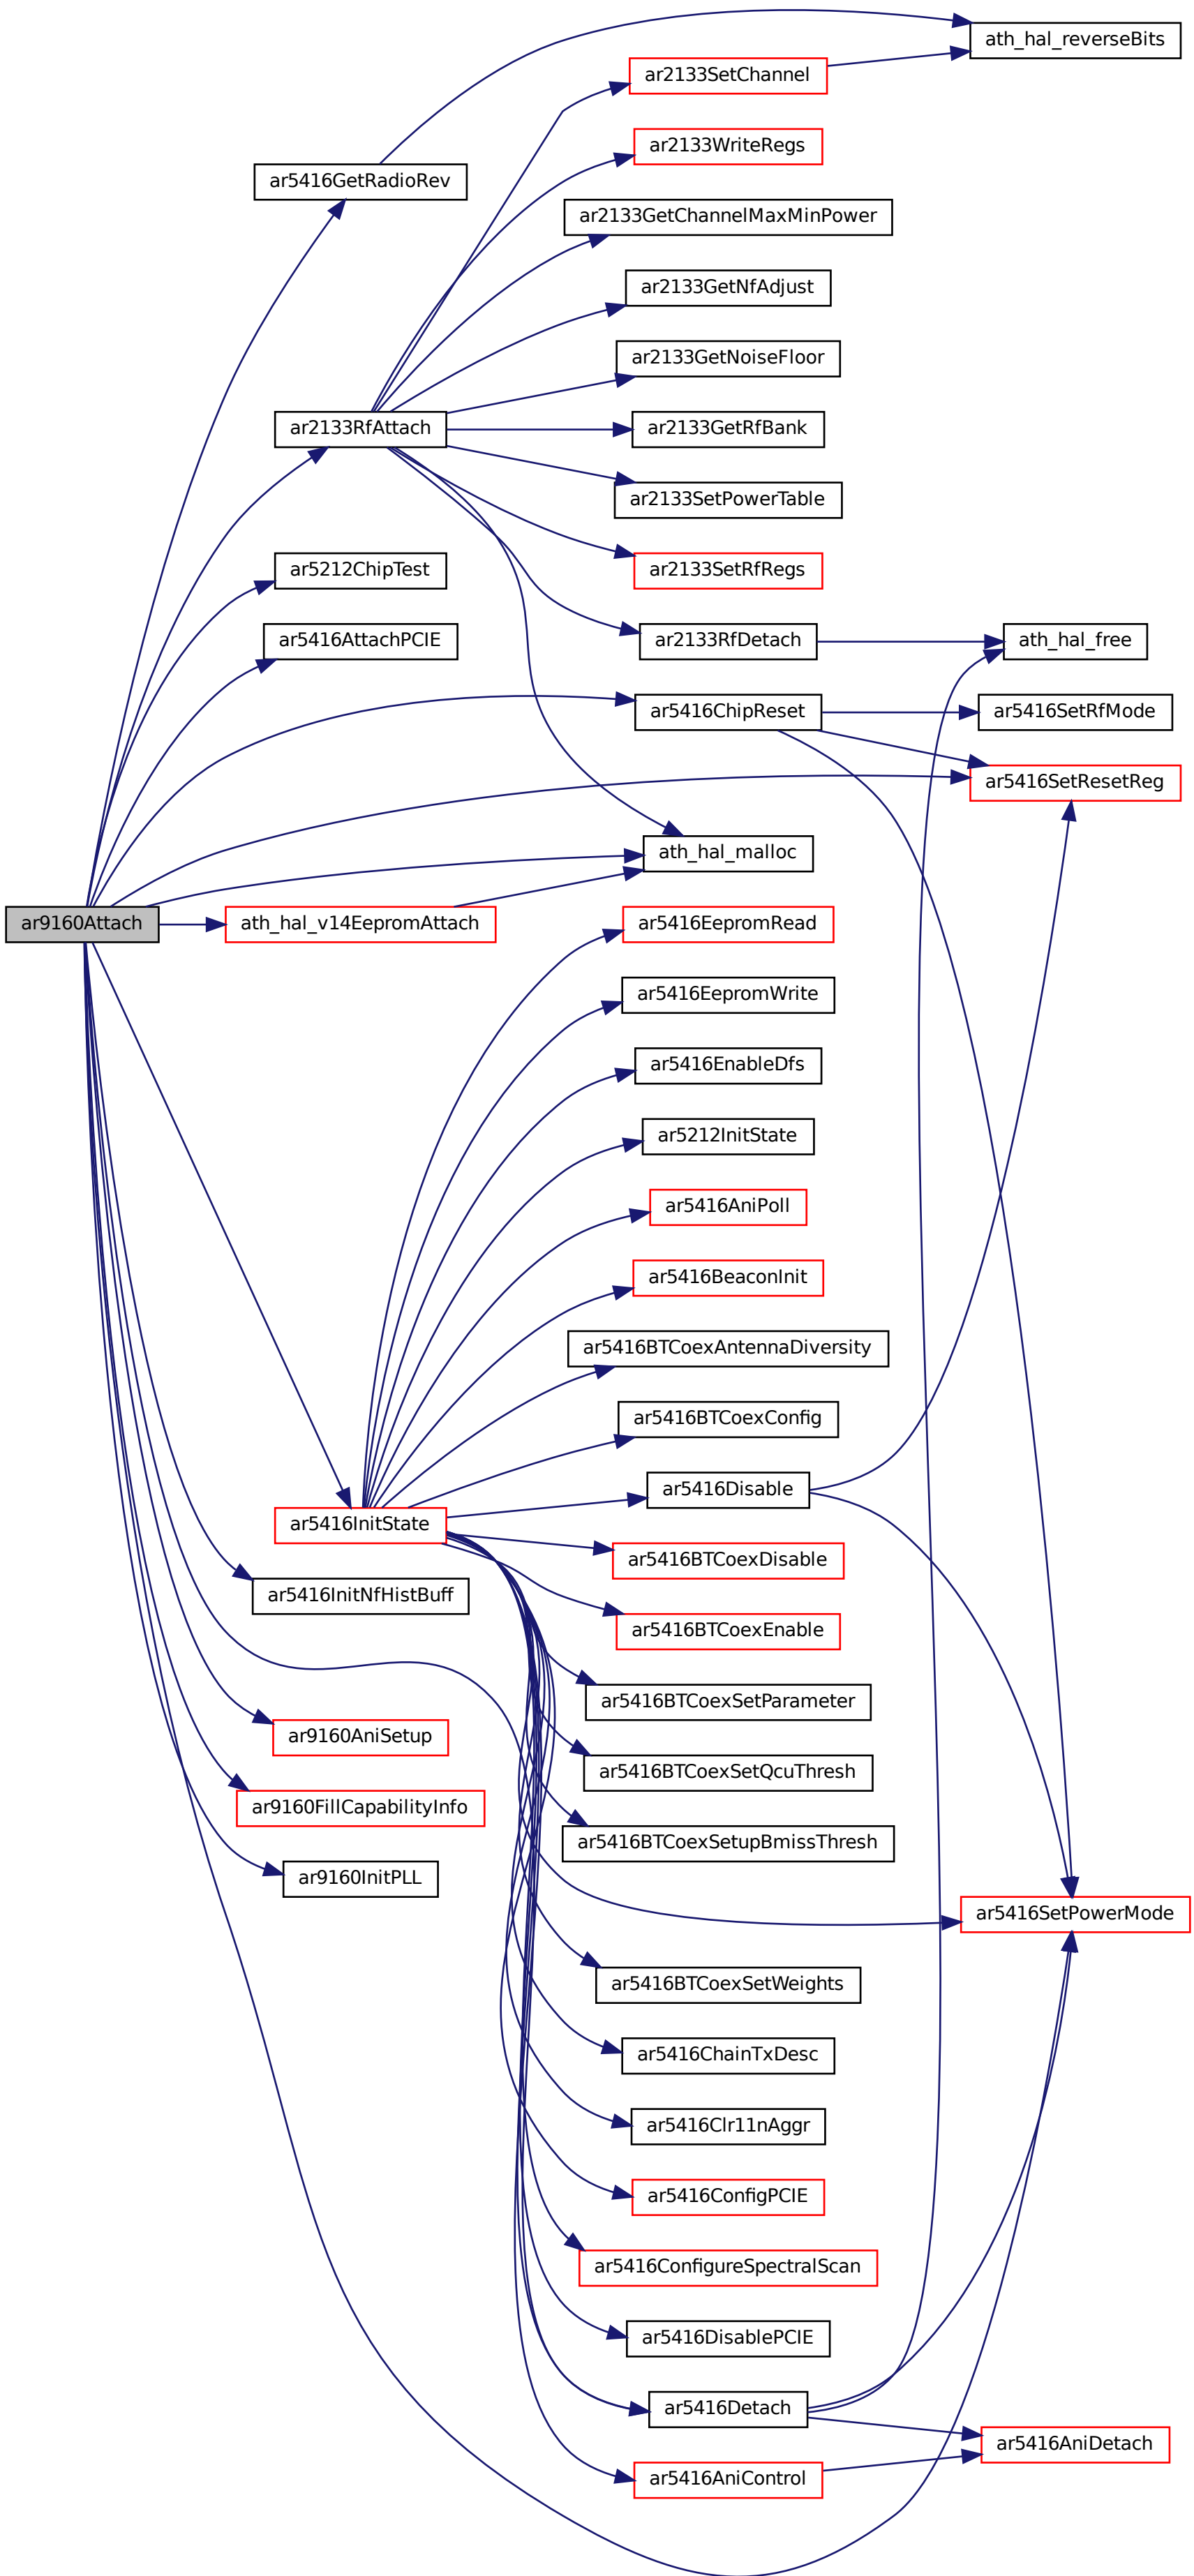 ath_hal_reverseBits
ar2133SetChannel
ar2133WriteRegs
ar5416GetRadioRev
ar2133GetChannelMaxMinPower
ar2133GetNfAdjust
ar2133GetNoiseFloor
ar2133RfAttach
ar2133GetRfBank
ar2133SetPowerTable
ar5212ChipTest
ar2133SetRfRegs
ar5416AttachPCIE
ar2133RfDetach
ath_hal_free
ar5416ChipReset
ar5416SetRfMode
ar5416SetResetReg
ath_hal_malloc
ar9160Attach
ath_hal_v14EepromAttach
ar5416EepromRead
ar5416EepromWrite
ar5416EnableDfs
ar5212InitState
ar5416AniPoll
ar5416BeaconInit
ar5416BTCoexAntennaDiversity
ar5416BTCoexConfig
ar5416Disable
ar5416InitState
ar5416BTCoexDisable
ar5416InitNfHistBuff
ar5416BTCoexEnable
ar5416BTCoexSetParameter
ar9160AniSetup
ar5416BTCoexSetQcuThresh
ar9160FillCapabilityInfo
ar5416BTCoexSetupBmissThresh
ar9160InitPLL
ar5416SetPowerMode
ar5416BTCoexSetWeights
ar5416ChainTxDesc
ar5416Clr11nAggr
ar5416ConfigPCIE
ar5416ConfigureSpectralScan
ar5416DisablePCIE
ar5416Detach
ar5416AniDetach
ar5416AniControl